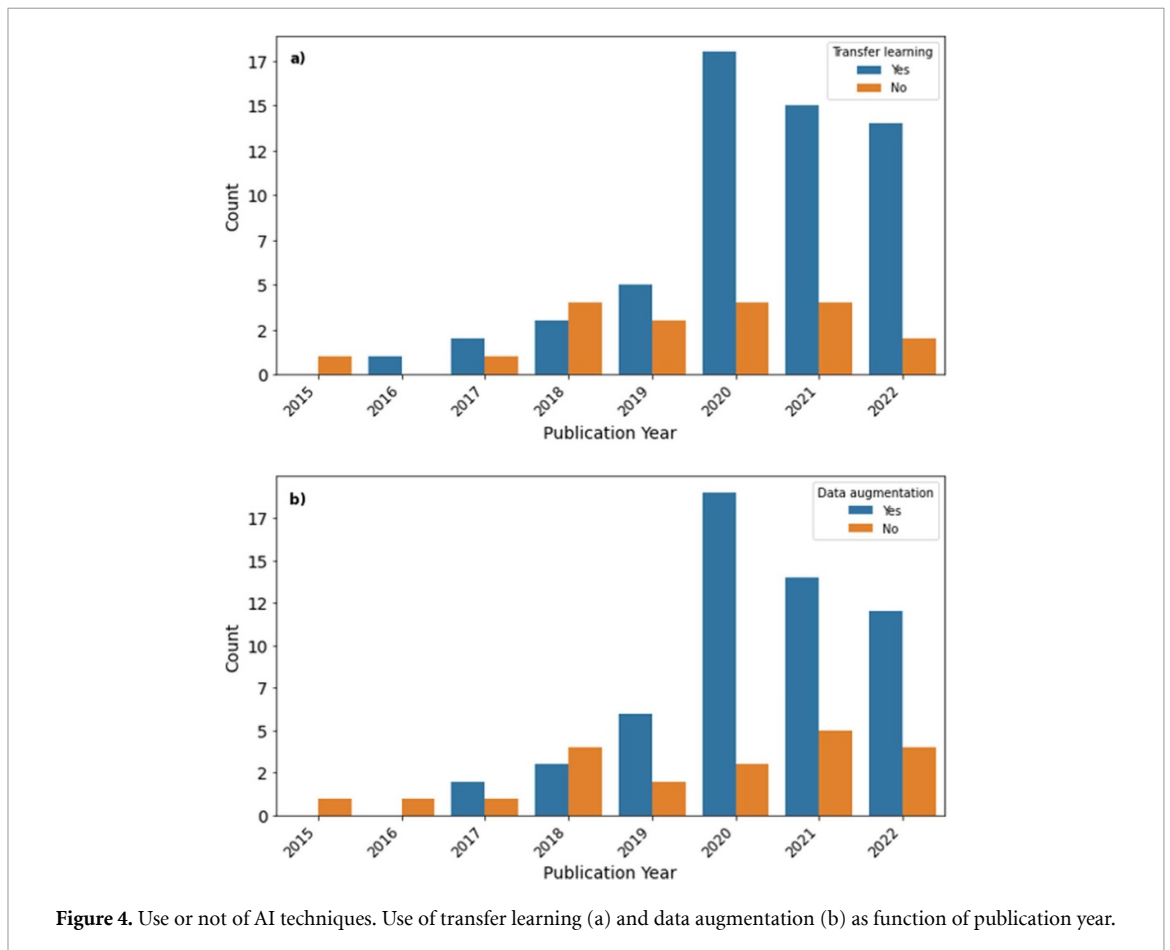 a)
Transfer learning
Yes
No
17
15
12
10
7
5
2
0
Count
2015 2016 2017 2018 2019 2020 2021 2022
Publication Year
b)
Data augmentation
Yes
No
17
15
12
10
7
5
2
0
Count
2015 2016 2017 2018 2019 2020 2021 2022
Publication Year
Figure 4. Use or not of AI techniques. Use of transfer learning (a) and data augmentation (b) as function of publication year.